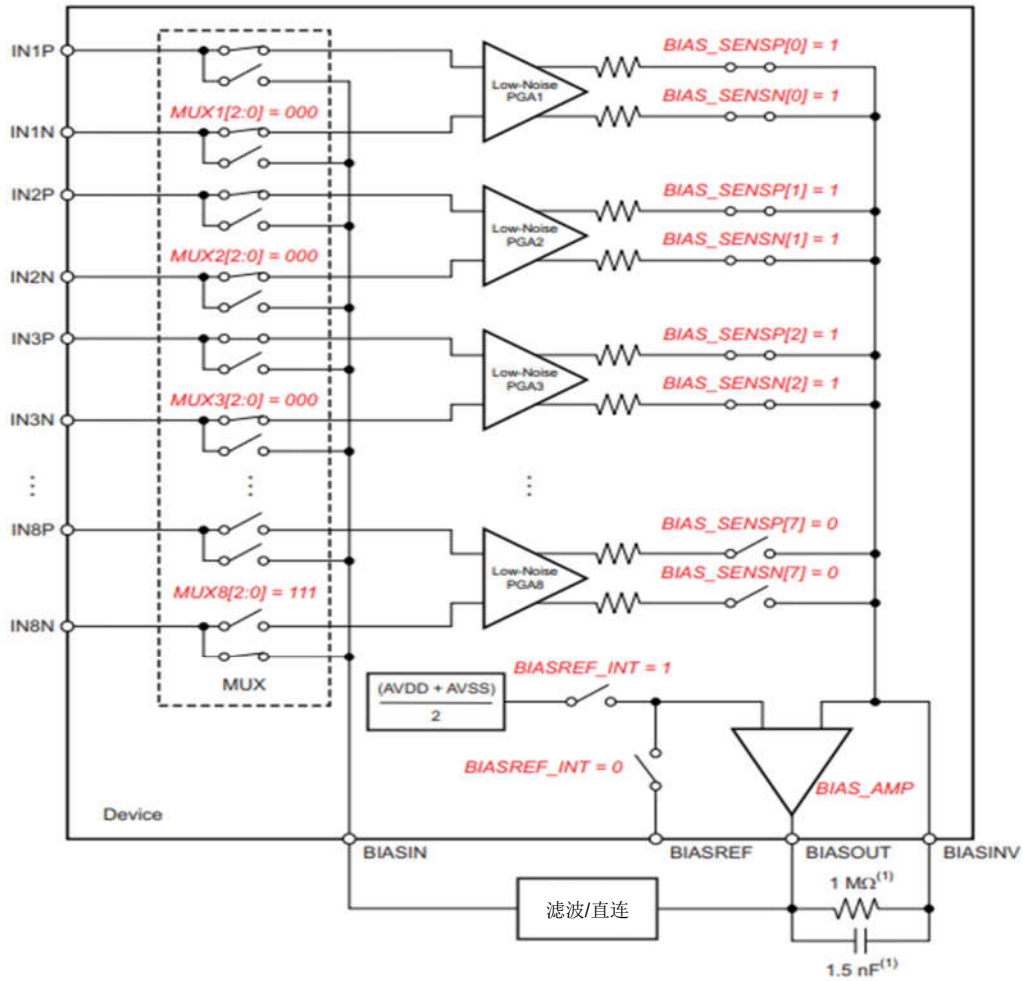 IN1P
BIAS_SENSP[0] = 1
Low-Noise
PGA1
BIAS_SENSN[0] = 1
MUX1[2:0] = 000
IN1N
IN2P
BIAS_SENSP[1] = 1
Low-Noise
PGA2
BIAS_SENSN[1] = 1
MUX2[2:0] = 000
IN2N
IN3P
BIAS_SENSP[2] = 1
Low-Noise
PGA3
BIAS_SENSN[2] = 1
MUX3[2:0] = 000
IN3N
IN8P
BIAS_SENSP[7] = 0
Low-Noise
PGA8
BIAS_SENSN[7] = 0
MUX8[2:0] = 111
IN8N
MUX
BIASREF_INT = 1
(AVDD + AVSS)
2
BIASREF_INT = 0
BIAS_AMP
Device
BIASIN
BIASREF
BIASOUT
BIASINV
1 MΩ(1)
滤波/直连
1.5 nF(1)